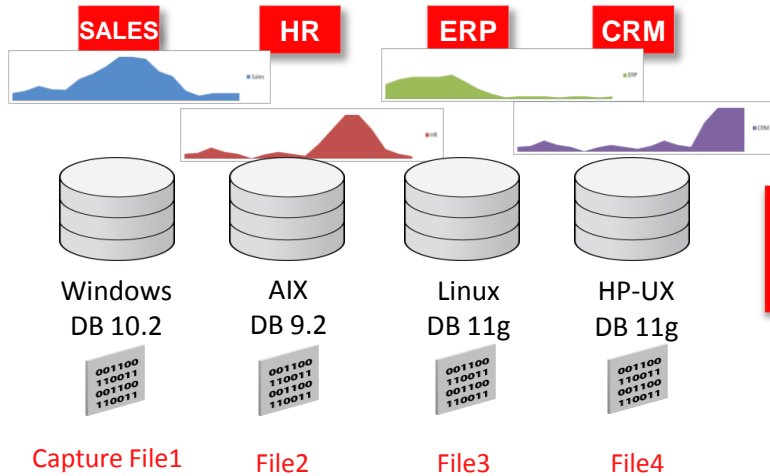 SALES
HR
ERP
CRM
Sales
ERP
HR
CRM
Windows
DB 10.2
AIX
DB 9.2
Linux
DB 11g
HP-UX
DB 11g
001100
110011
001100
110011
001100
110011
001100
110011
001100
110011
001100
110011
001100
110011
001100
110011
Capture File1
File2
File3
File4